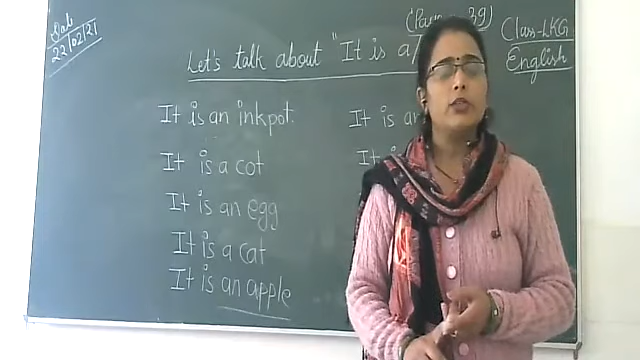 Date
22/02/21
(Page 39)
Class-LKG
English
Let's talk about "It is a/
It is an inkpot.
It is a cot
It is an egg
It is a cat
It is an apple
It is an
It